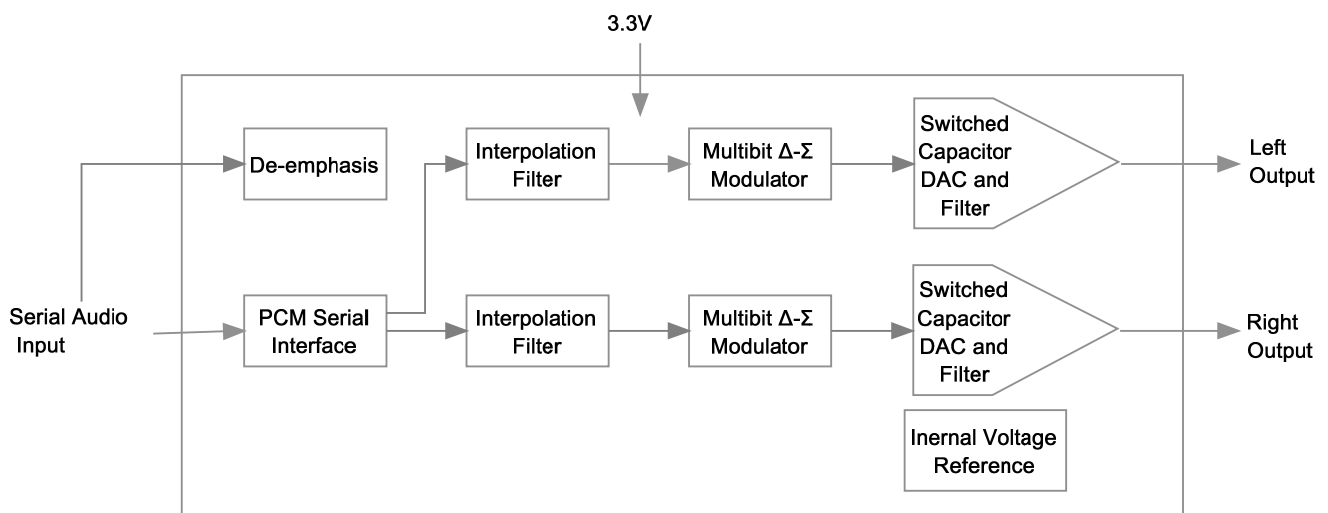 3.3V
De-emphasis
Interpolation
Filter
Multibit Δ-Σ
Modulator
Switched
Capacitor
DAC and
Filter
Left
Output
Serial Audio
Input
PCM Serial
Interface
Interpolation
Filter
Multibit Δ-Σ
Modulator
Switched
Capacitor
DAC and
Filter
Right
Output
Inernal Voltage
Reference